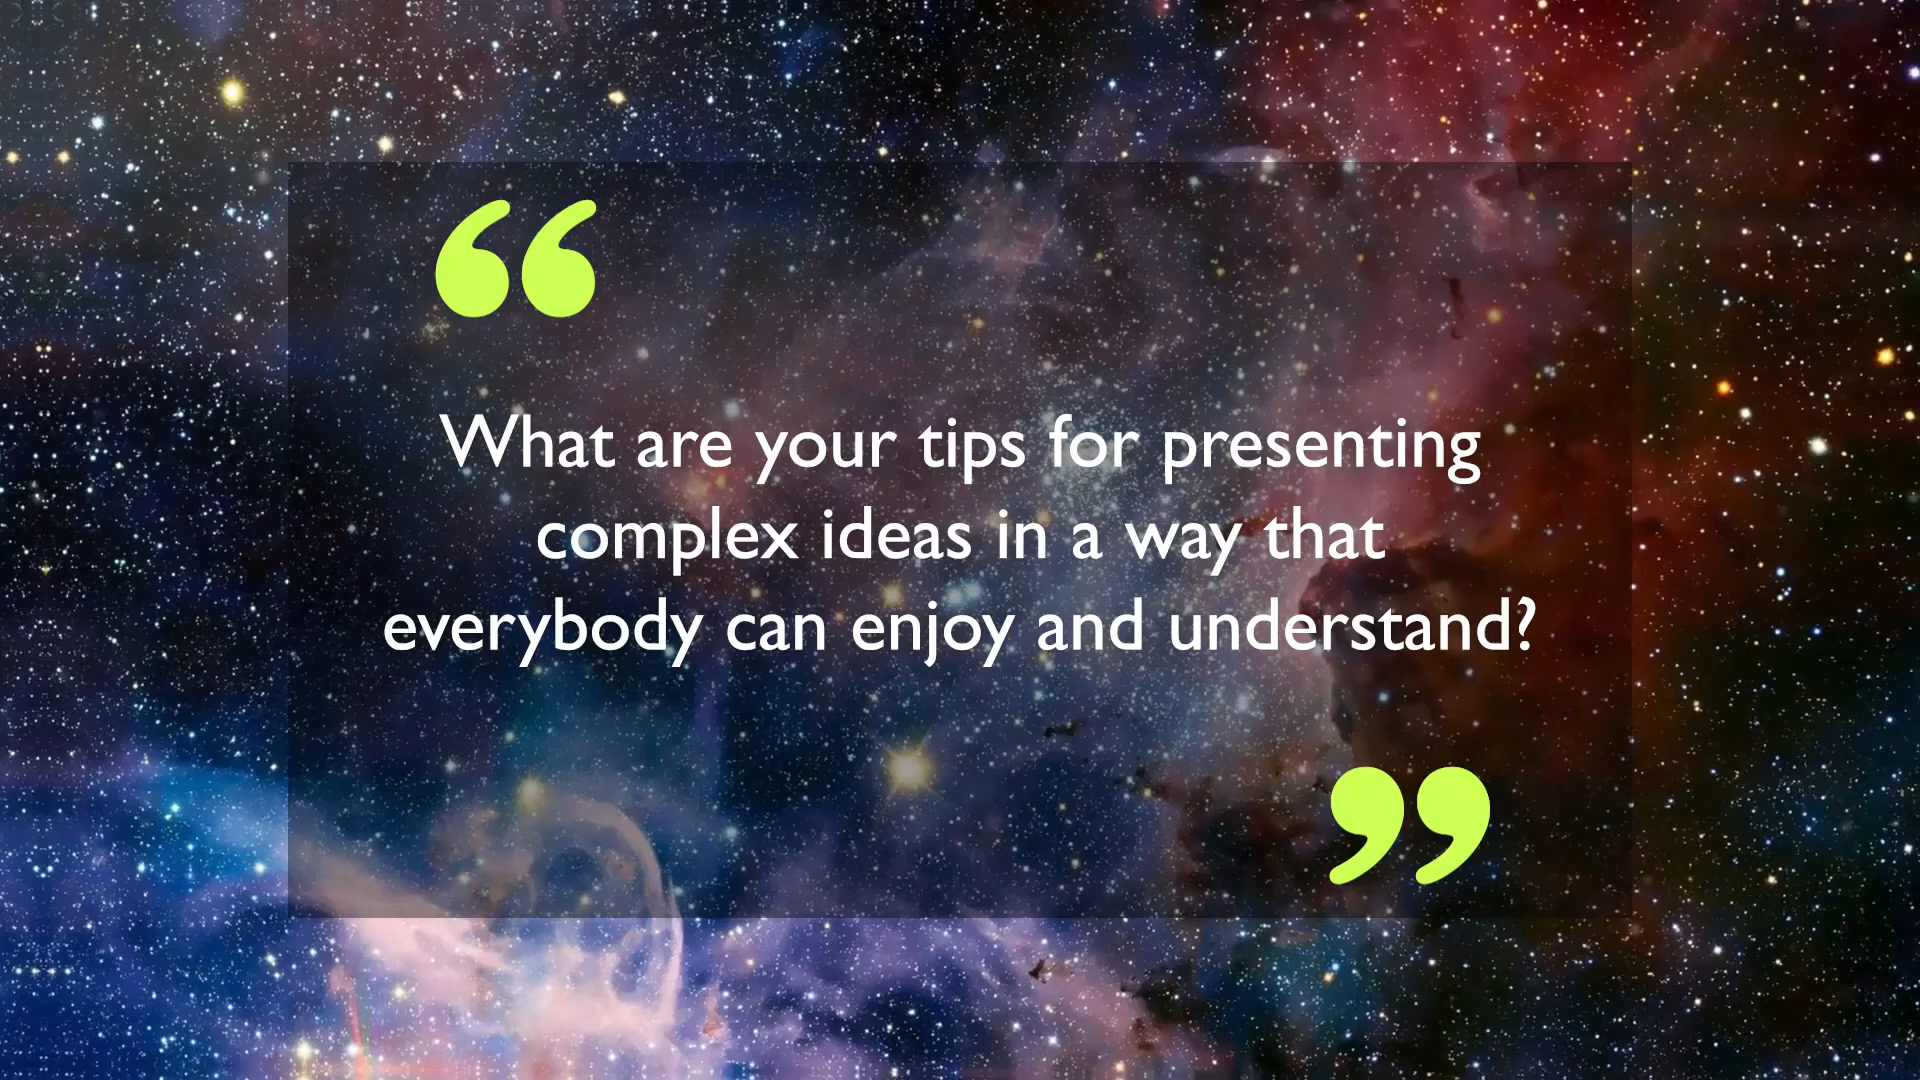 “
What are your tips for presenting
complex ideas in a way that
everybody can enjoy and understand?
”